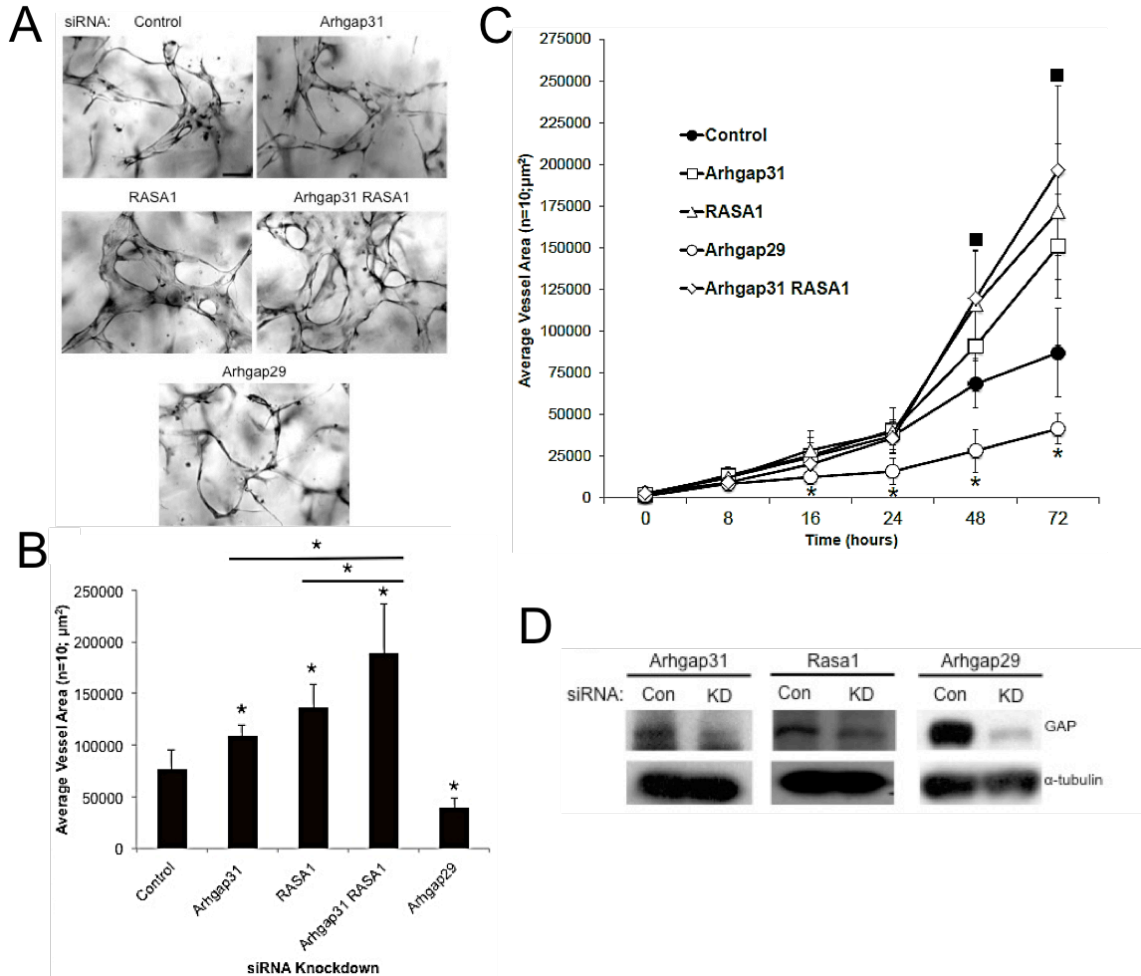 A
siRNA: Control Arhgap31
RASA1 Arhgap31 RASA1
Arhgap29
B
Average Vessel Area (n=10; µm²)
250000
200000
150000
100000
50000
0
* * * * * *
Control Arhgap31 RASA1 Arhgap31 RASA1 Arhgap29
siRNA Knockdown
C
Average Vessel Area (n=10;µm²)
275000
250000
225000
200000
175000
150000
125000
100000
75000
50000
25000
0
Control
Arhgap31
RASA1
Arhgap29
Arhgap31 RASA1
* * * *
0 8 16 24 48 72
Time (hours)
D
Arhgap31 Rasa1 Arhgap29
siRNA: Con KD Con KD Con KD
GAP
α-tubulin